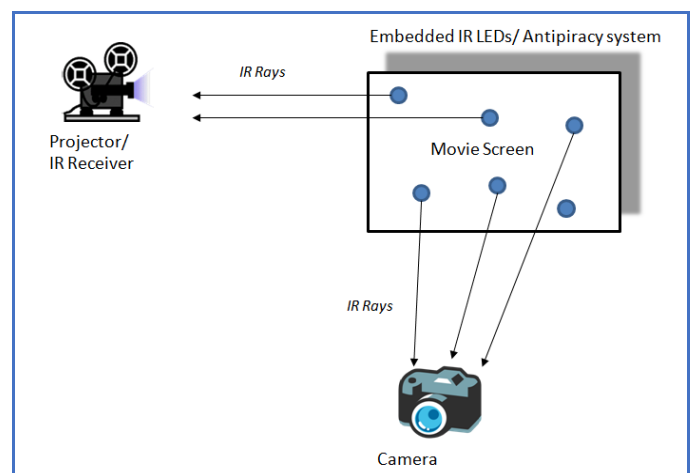 Embedded IR LEDs/ Antipiracy system
IR Rays
Projector/
IR Receiver
Movie Screen
IR Rays
Camera